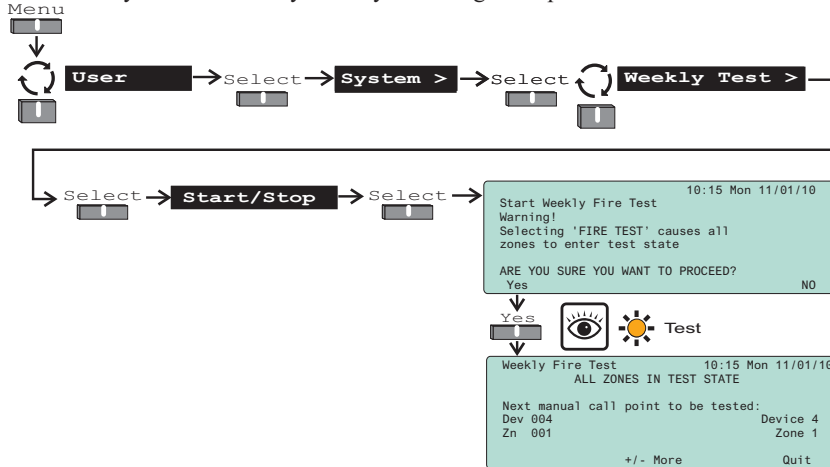 Menu
User
Select
System >
Select
Weekly Test >
Select
Start/Stop
Select
10:15 Mon 11/01/10
Start Weekly Fire Test
Warning!
Selecting 'FIRE TEST' causes all
zones to enter test state
ARE YOU SURE YOU WANT TO PROCEED?
Yes NO
Yes
Test
Weekly Fire Test 10:15 Mon 11/01/10
ALL ZONES IN TEST STATE
Next manual call point to be tested:
Dev 004 Device 4
Zn 001 Zone 1
+/- More Quit